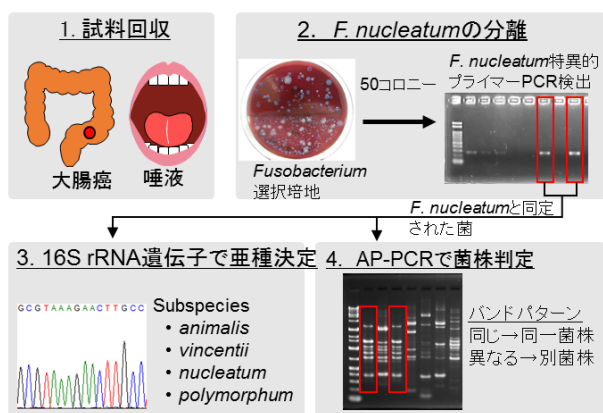 1. 試料回収
大腸癌
唾液
2. F. nucleatumの分離
Fusobacterium
選択培地
50コロニー
F. nucleatum特異的
プライマーPCR検出
F. nucleatumと同定
された菌
3. 16S rRNA遺伝子で亜種決定
GCGTAAAGAACTTGCC
Subspecies
• animalis
• vincentii
• nucleatum
• polymorphum
4. AP-PCRで菌株判定
バンドパターン
同じ→同一菌株
異なる→別菌株